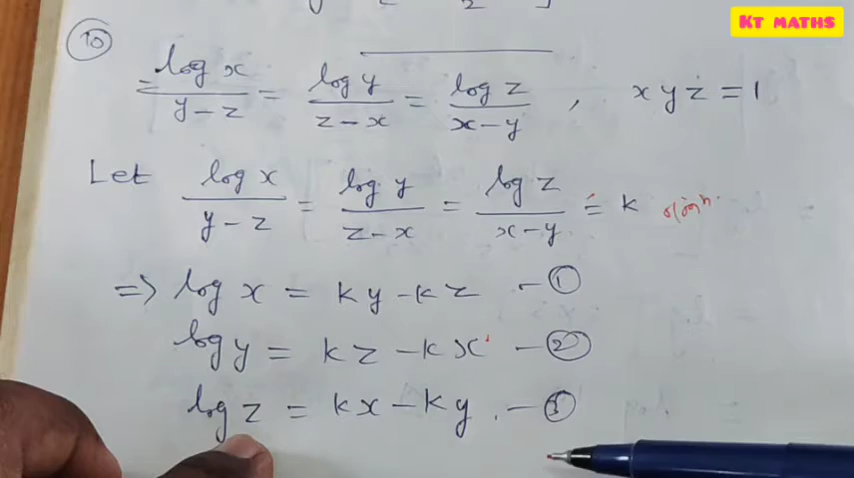 KT MATHS
10
= log x / y - z = log y / z - x = log z / x - y , x y z = 1
Let log x / y - z = log y / z - x = log z / x - y = k
⇒ log x = ky - kz - ①
log y = kz - kx - ②
log z = kx - ky . - ③